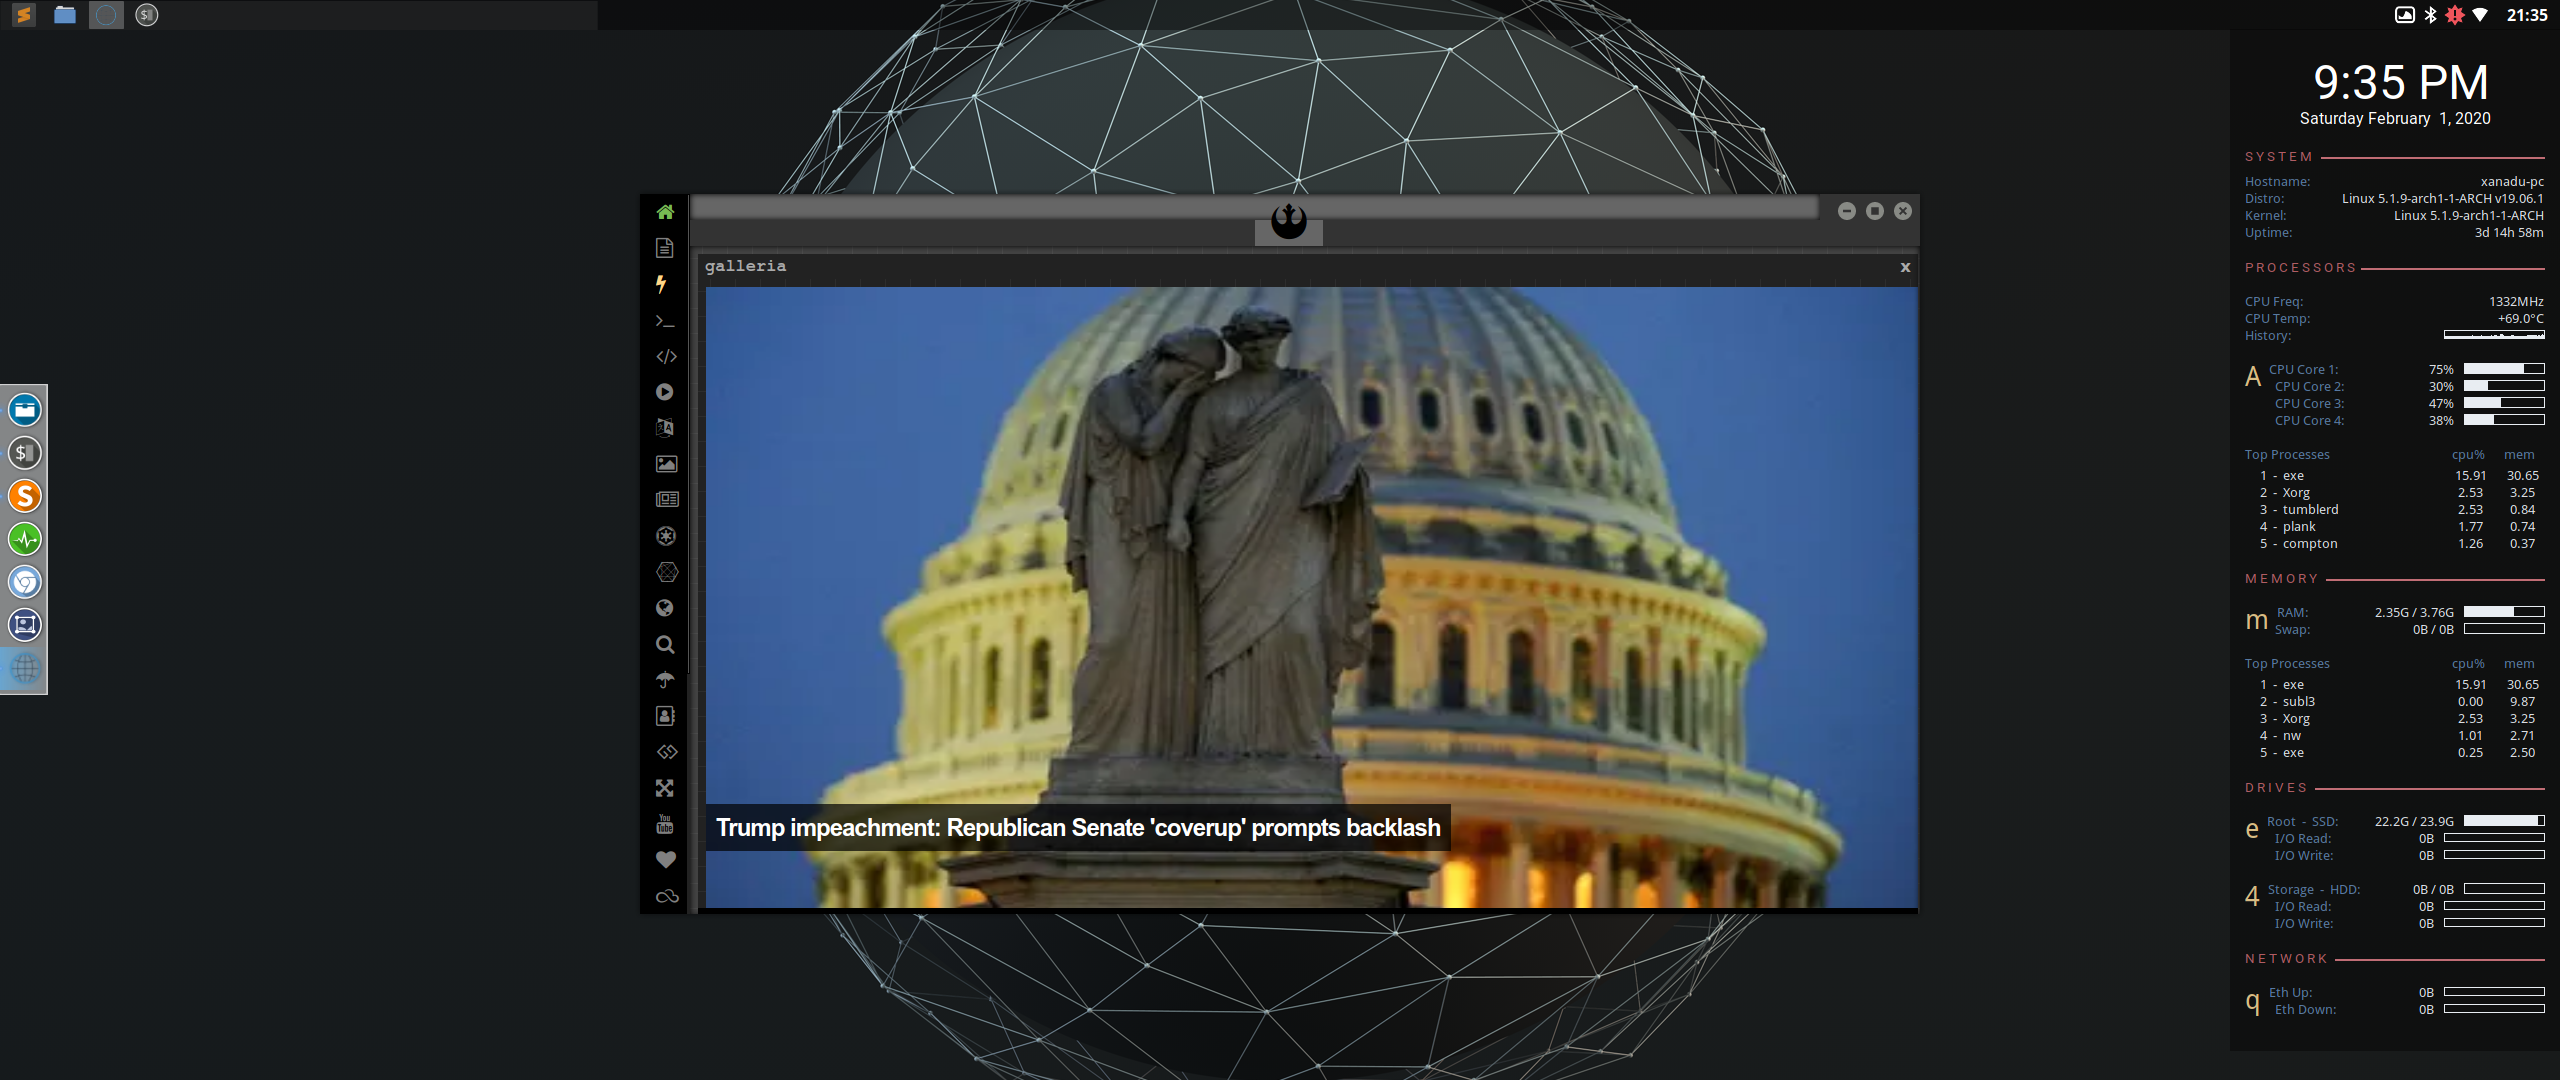 21:35
9:35 PM
Saturday February 1, 2020
SYSTEM
Hostname: xanadu-pc
Distro: Linux 5.1.9-arch1-1-ARCH v19.06.1
Kernel: Linux 5.1.9-arch1-1-ARCH
Uptime: 3d 14h 58m
PROCESSORS
CPU Freq: 1332MHz
CPU Temp: +69.0°C
History:
A CPU Core 1: 75%
CPU Core 2: 30%
CPU Core 3: 47%
CPU Core 4: 38%
Top Processes cpu% mem
1 - exe 15.91 30.65
2 - Xorg 2.53 3.25
3 - tumblerd 2.53 0.84
4 - plank 1.77 0.74
5 - compton 1.26 0.37
MEMORY
m RAM: 2.35G / 3.76G
Swap: 0B / 0B
Top Processes cpu% mem
1 - exe 15.91 30.65
2 - subl3 0.00 9.87
3 - Xorg 2.53 3.25
4 - nw 1.01 2.71
5 - exe 0.25 2.50
DRIVES
e Root - SSD: 22.2G / 23.9G
I/O Read: 0B
I/O Write: 0B
4 Storage - HDD: 0B / 0B
I/O Read: 0B
I/O Write: 0B
NETWORK
q Eth Up: 0B
Eth Down: 0B
galleria x
You
Tube
Trump impeachment: Republican Senate 'coverup' prompts backlash